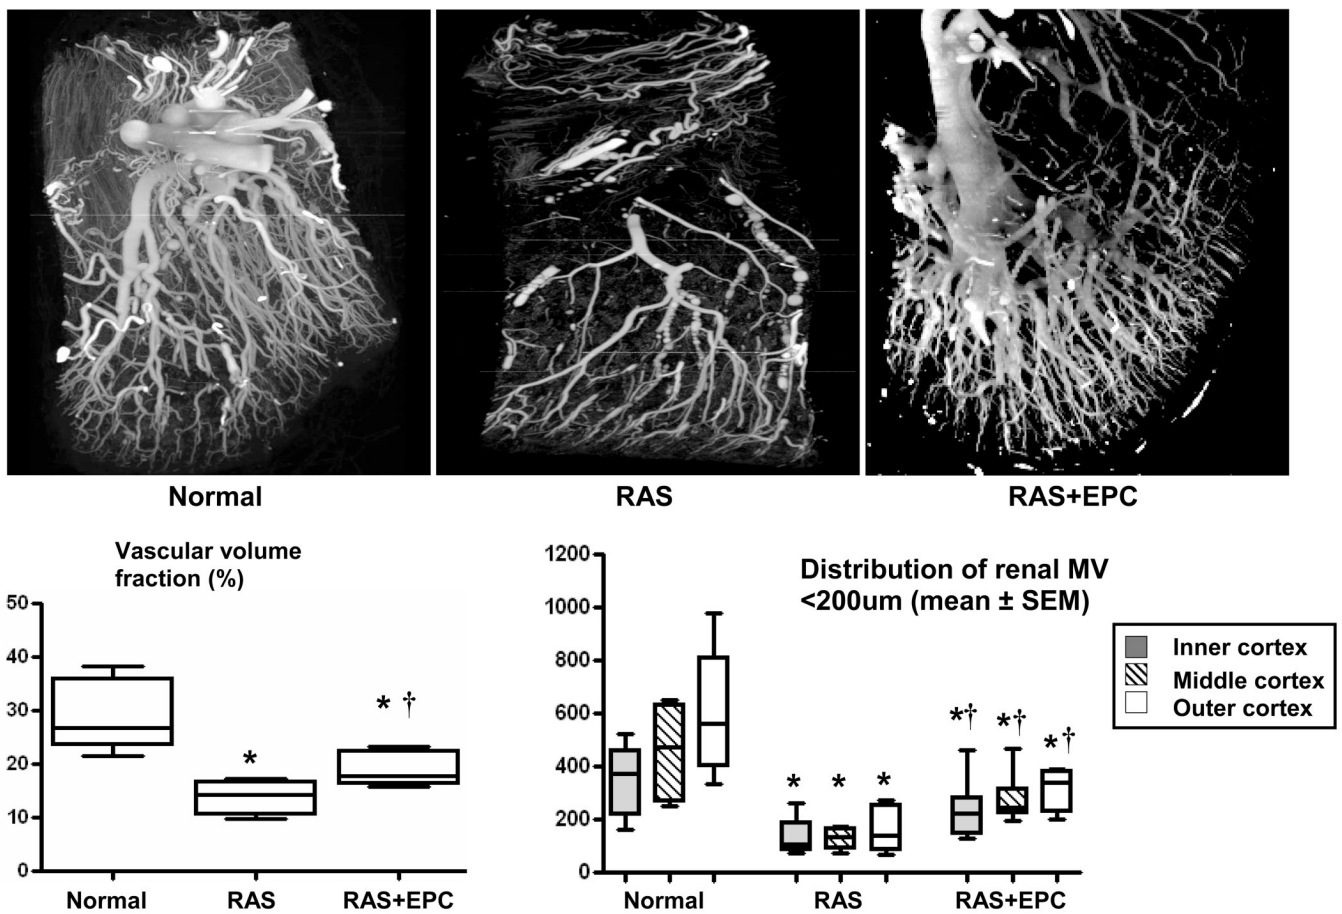 Normal
RAS
RAS+EPC
Vascular volume
fraction (%)
50
40
30
20
10
0
* †
*
Normal
RAS
RAS+EPC
Distribution of renal MV
<200um (mean ± SEM)
1200
1000
800
600
400
200
0
*
*
*
*†
*†
*†
Normal
RAS
RAS+EPC
Inner cortex
Middle cortex
Outer cortex